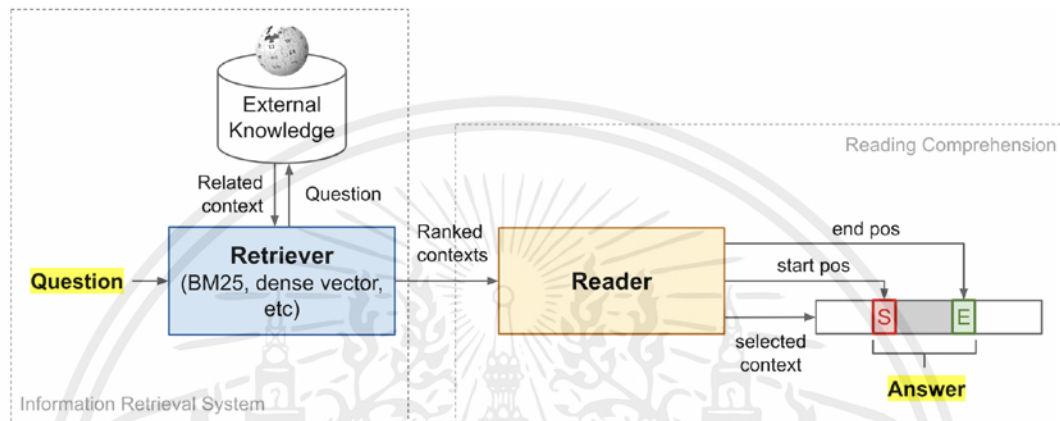 External
Knowledge
Reading Comprehension
Related
context
Question
Ranked
contexts
end pos
start pos
Question
Retriever
(BM25, dense vector,
etc)
Reader
S
E
selected
context
Answer
Information Retrieval System